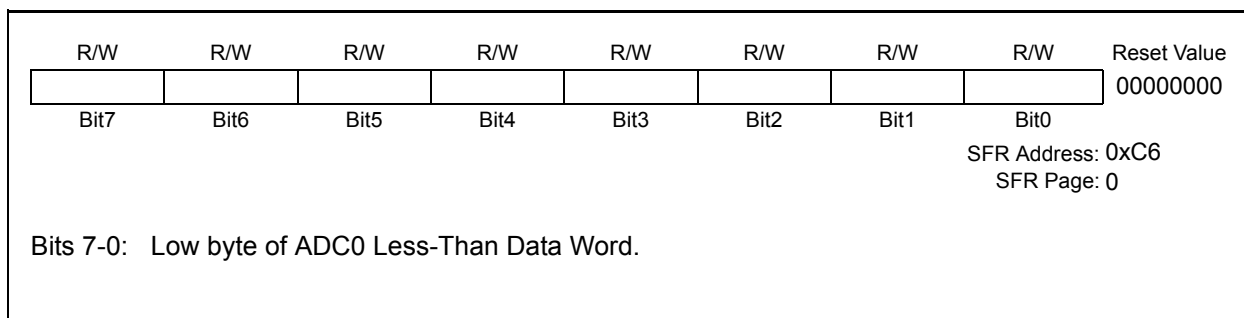 R/W R/W R/W R/W R/W R/W R/W R/W Reset Value
00000000
Bit7 Bit6 Bit5 Bit4 Bit3 Bit2 Bit1 Bit0
SFR Address: 0xC6
SFR Page: 0
Bits 7-0: Low byte of ADC0 Less-Than Data Word.